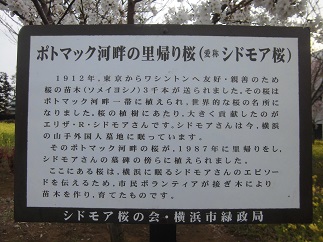 ポトマック河畔の里帰り桜(愛称 シドモア桜)
1912年、東京からワシントンへ友好・親善のため
桜の苗木(ソメイヨシノ)3千本が送られました。その桜は
ポトマック河畔一帯に植えられ、世界的な桜の名所に
なりました。桜の植樹にあたり、大きく貢献したのが
エリザ・R・シドモアさんです。シドモアさんは今、横浜
の山手外国人墓地に眠っています。
そのポトマック河畔の桜が、1987年に里帰りをし、
シドモアさんの墓碑の傍らに植えられました。
ここにある桜は、横浜に眠るシドモアさんのエピソー
ドを伝えるため、市民ボランティアが接ぎ木により
苗木を作り、育てたものです。
シドモア桜の会・横浜市緑政局